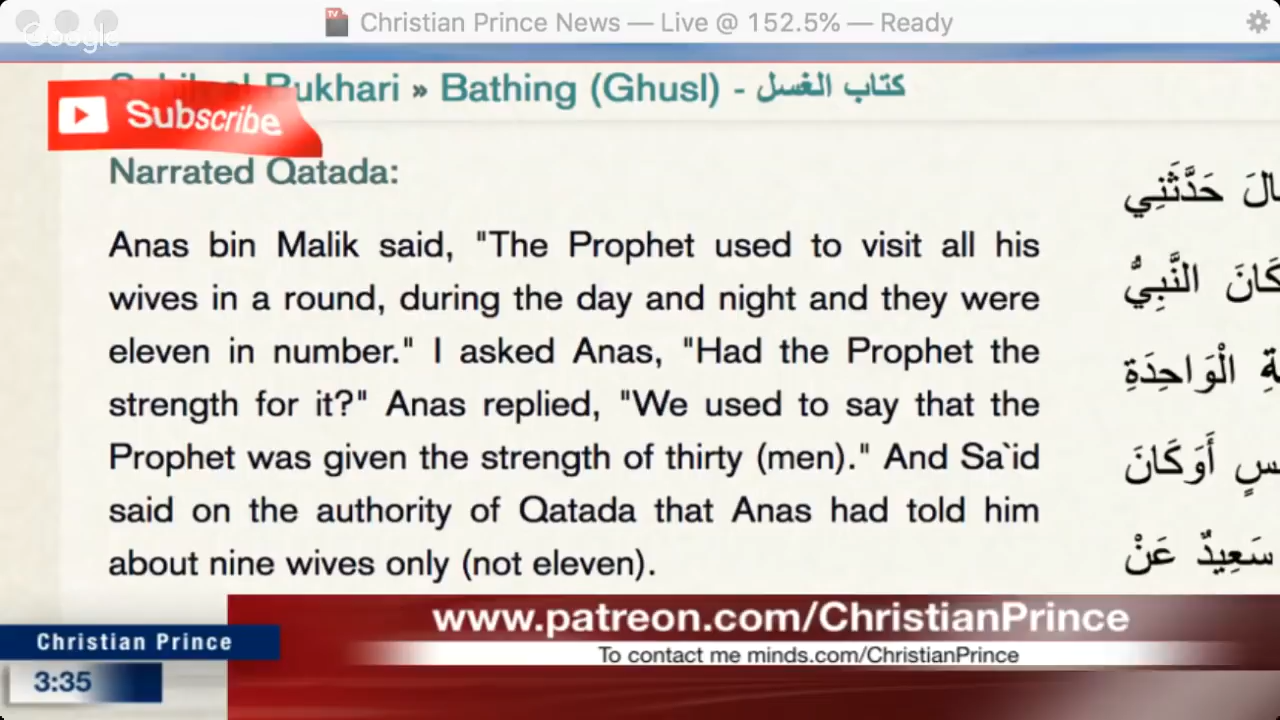 Christian Prince News — Live @ 152.5% — Ready
Google
Bukhari » Bathing (Ghusl) - كتاب الغسل
Subscribe
Narrated Qatada:
Anas bin Malik said, "The Prophet used to visit all his
wives in a round, during the day and night and they were
eleven in number." I asked Anas, "Had the Prophet the
strength for it?" Anas replied, "We used to say that the
Prophet was given the strength of thirty (men)." And Sa`id
said on the authority of Qatada that Anas had told him
about nine wives only (not eleven).
حَدَّثَنِي
كَانَ النَّبِيُّ
الْوَاحِدَةِ
أَوَكَانَ
سَعِيدٌ عَنْ
www.patreon.com/ChristianPrince
To contact me minds.com/ChristianPrince
Christian Prince
3:35